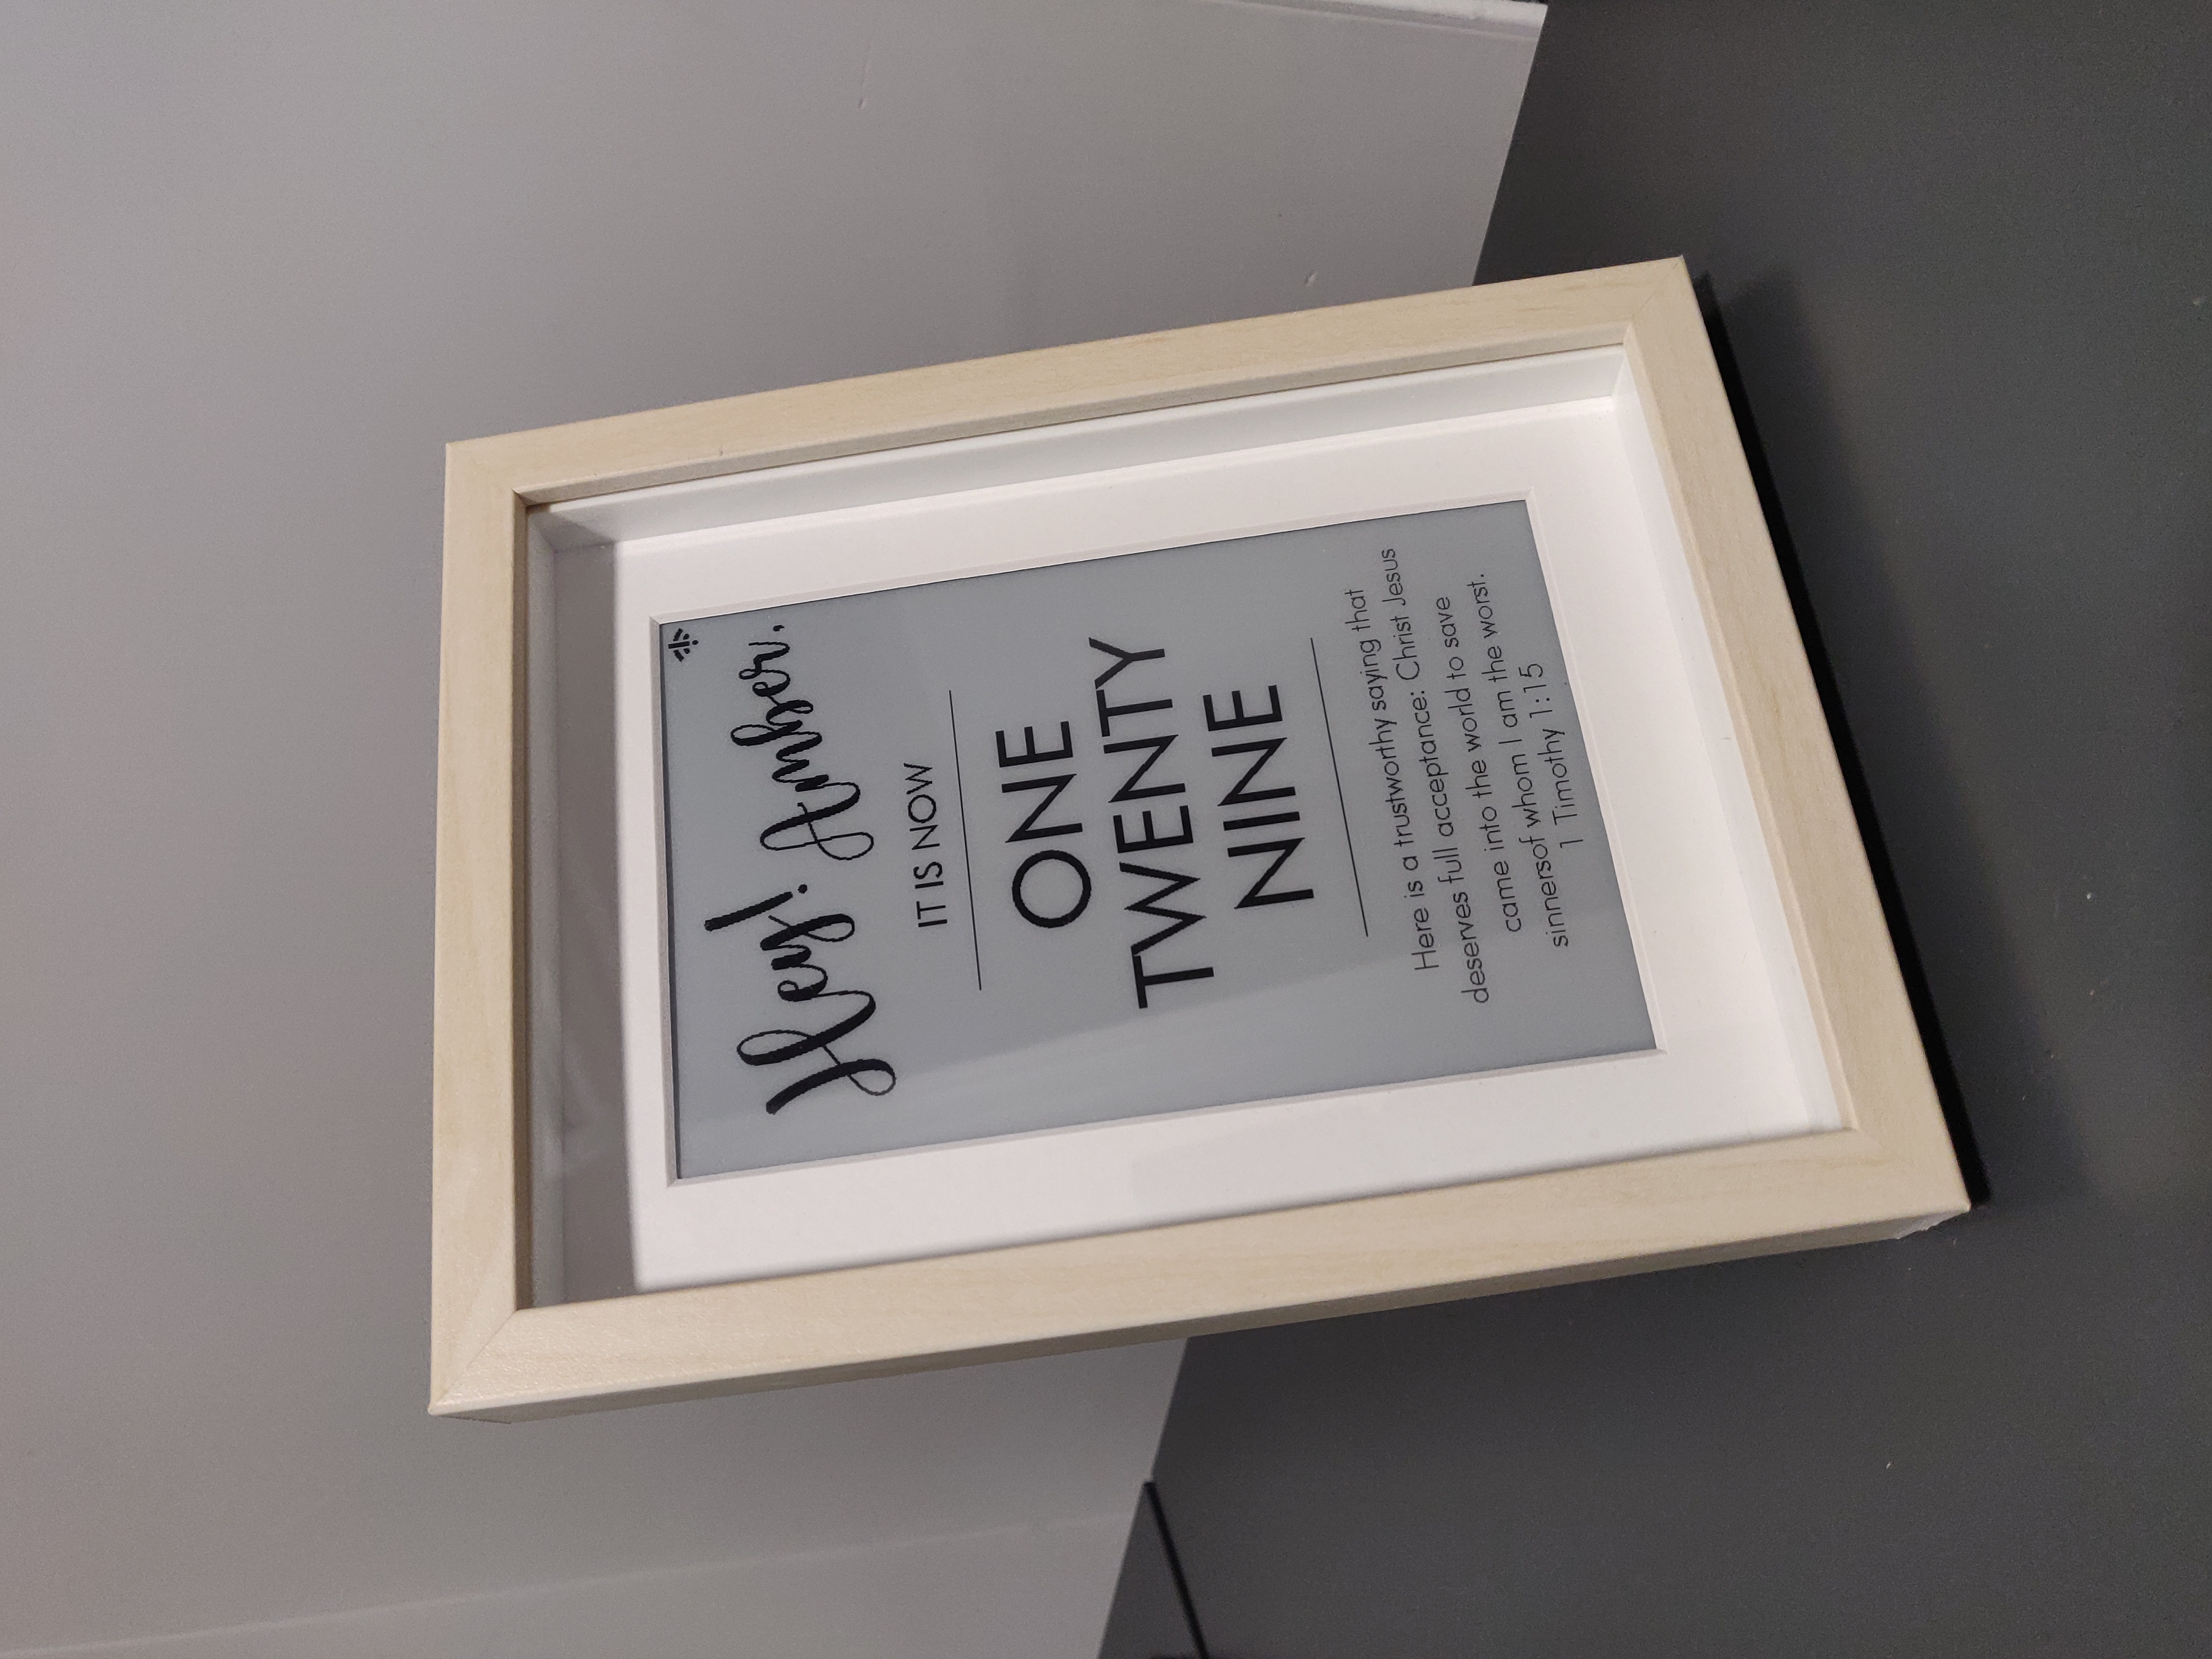 Hey! Amber,
IT IS NOW
ONE
TWENTY
NINE
Here is a trustworthy saying that
deserves full acceptance: Christ Jesus
came into the world to save
sinnersof whom I am the worst.
1 Timothy 1:15